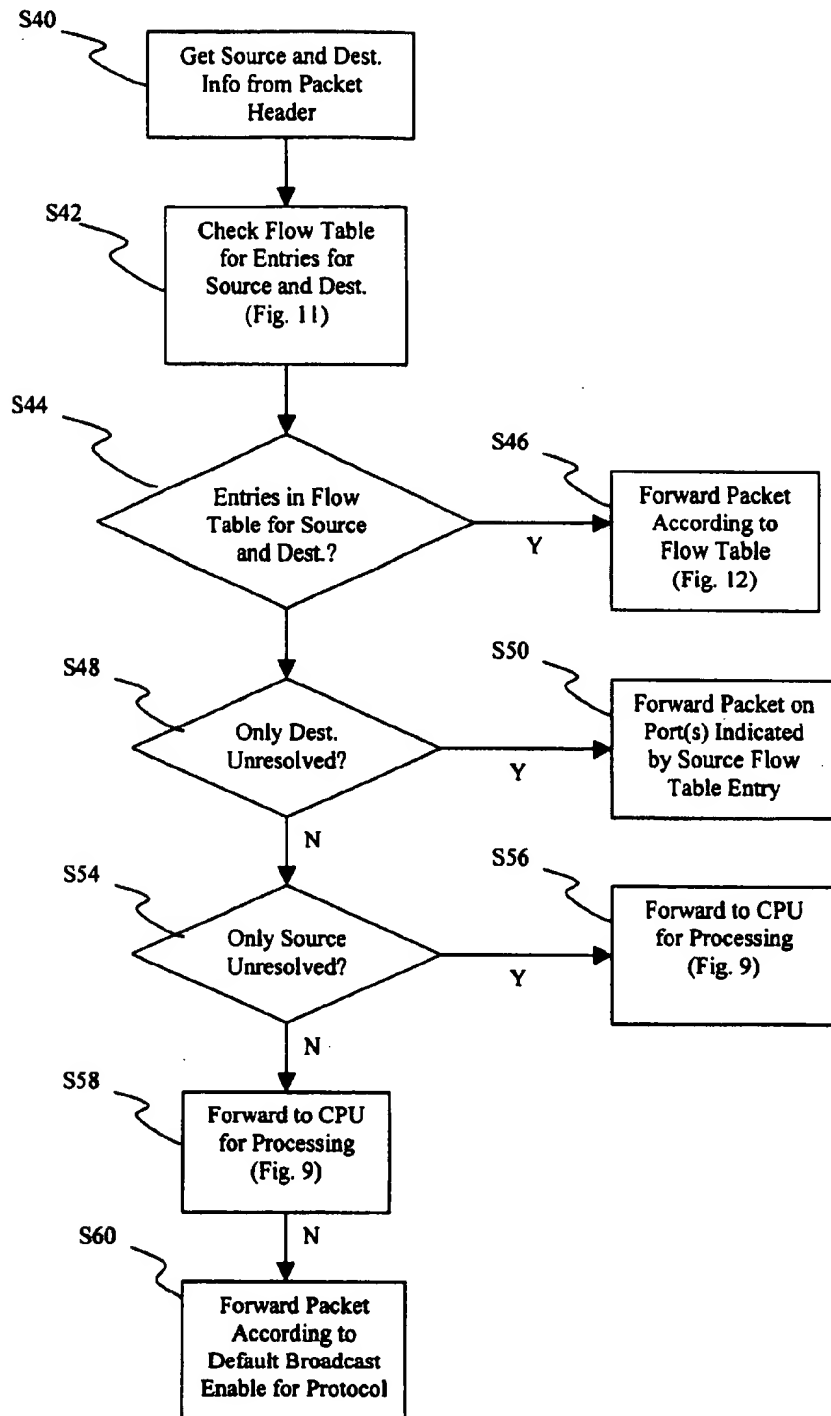 S40
Get Source and Dest.
Info from Packet
Header
S42
Check Flow Table
for Entries for
Source and Dest.
(Fig. 11)
S44
Entries in Flow
Table for Source
and Dest.?
Y
S46
Forward Packet
According to
Flow Table
(Fig. 12)
S48
Only Dest.
Unresolved?
Y
S50
Forward Packet on
Port(s) Indicated
by Source Flow
Table Entry
N
S54
Only Source
Unresolved?
Y
S56
Forward to CPU
for Processing
(Fig. 9)
N
S58
Forward to CPU
for Processing
(Fig. 9)
N
S60
Forward Packet
According to
Default Broadcast
Enable for Protocol